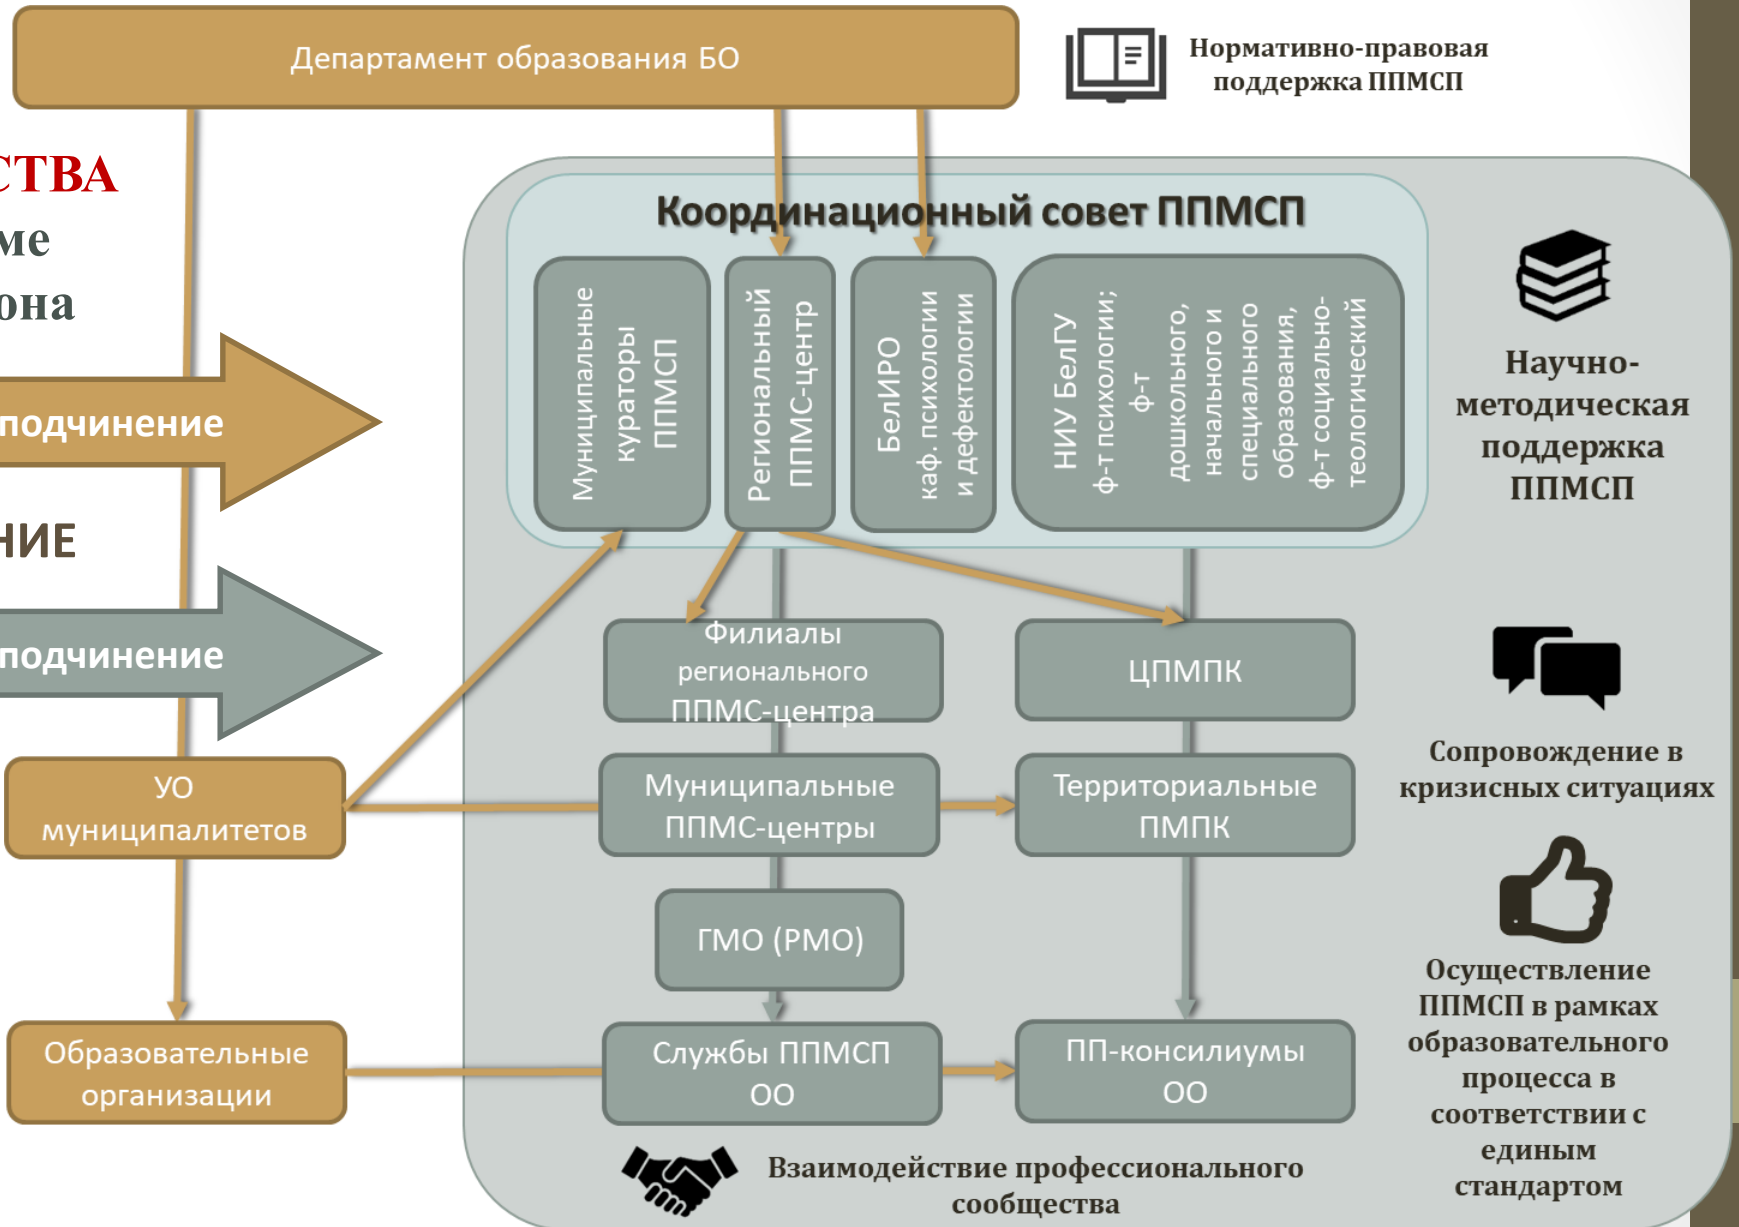 Департамент образования БО
Нормативно-правовая
поддержка ППМСП
СТВА
ме
она
подчинение
НИЕ
подчинение
Координационный совет ППМСП
Муниципальные
кураторы
ППМСП
Региональный
ППМС-центр
БелИРО
каф. психологии
и дефектологии
НИУ БелГУ
ф-т психологии;
ф-т
дошкольного,
начального и
специального
образования,
ф-т социально-
теологический
Научно-
методическая
поддержка
ППМСП
Филиалы
регионального
ППМС-центра
ЦПМПК
Сопровождение в
кризисных ситуациях
УО
муниципалитетов
Муниципальные
ППМС-центры
Территориальные
ПМПК
ГМО (РМО)
Образовательные
организации
Службы ППМСП
ОО
ПП-консилиумы
ОО
Осуществление
ППМСП в рамках
образовательного
процесса в
соответствии с
единым
стандартом
Взаимодействие профессионального
сообщества